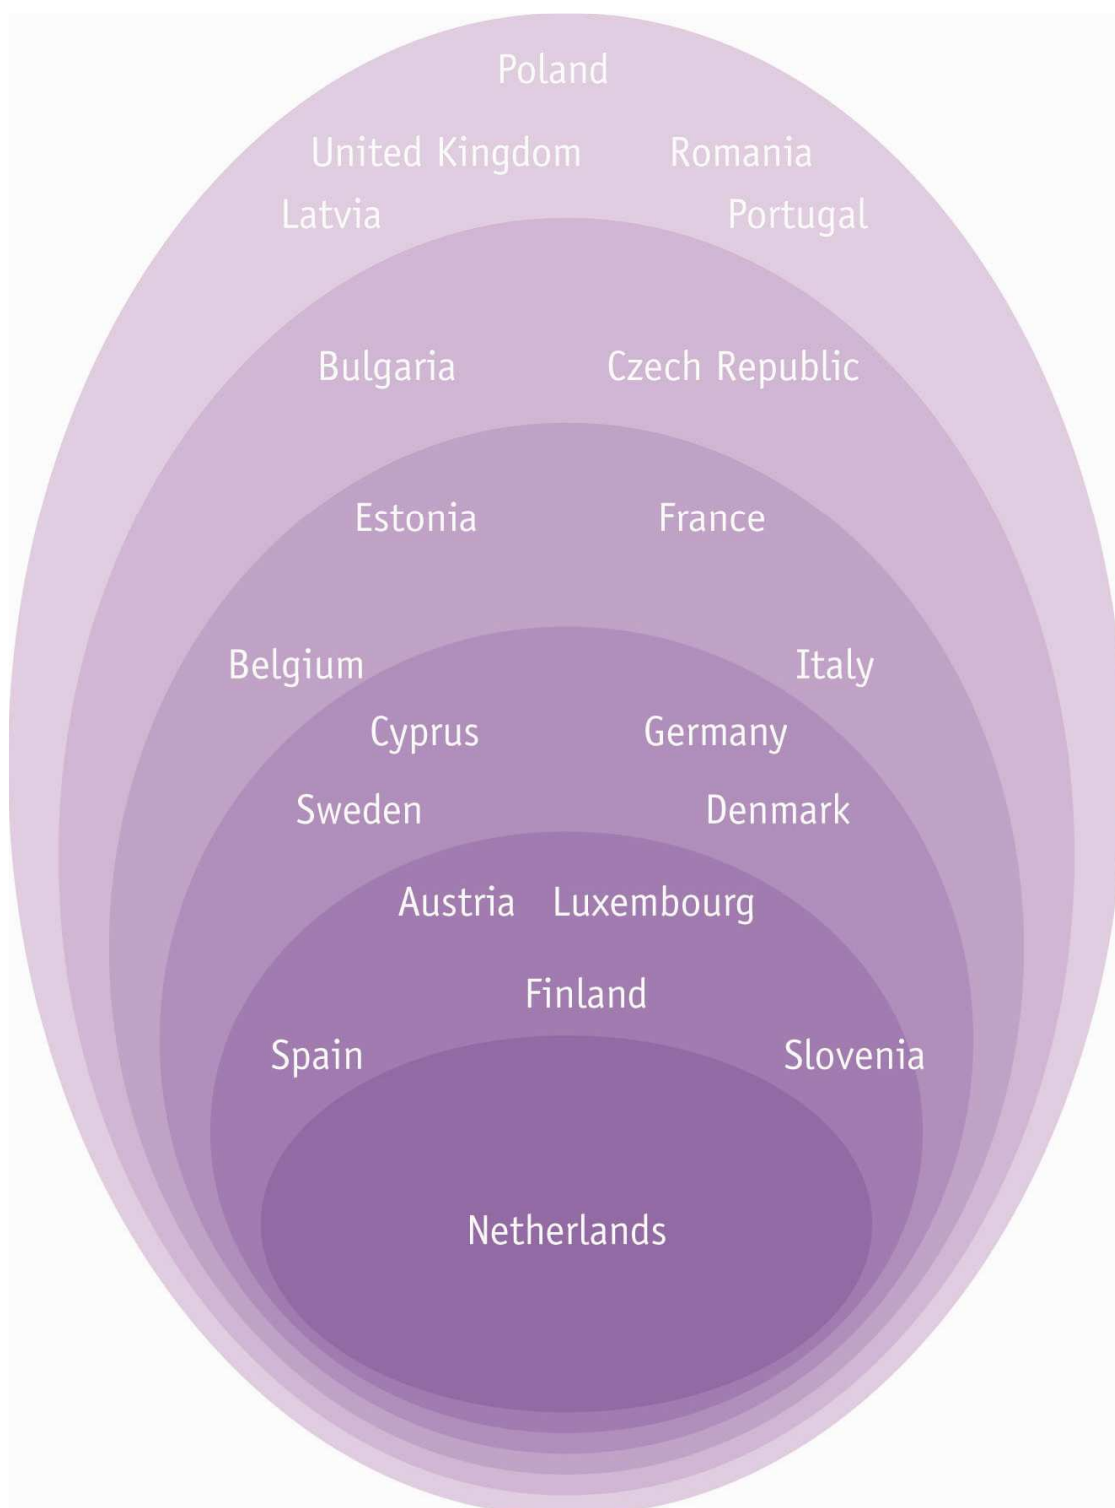 Poland
United Kingdom Romania
Latvia Portugal
Bulgaria Czech Republic
Estonia France
Belgium Italy
Cyprus Germany
Sweden Denmark
Austria Luxembourg
Finland
Spain Slovenia
Netherlands